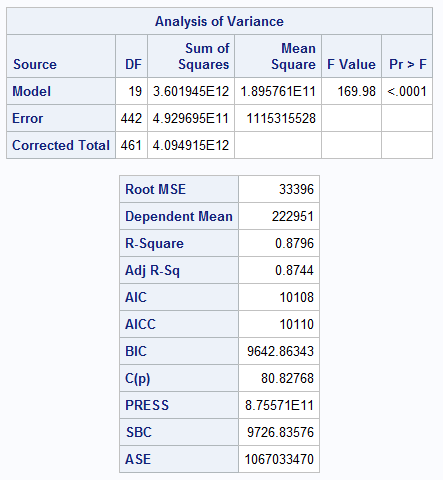 Analysis of Variance
Source DF Sum of Squares Mean Square F Value Pr > F
Model 19 3.601945E12 1.895761E11 169.98 <.0001
Error 442 4.929695E11 1115315528
Corrected Total 461 4.094915E12
Root MSE 33396
Dependent Mean 222951
R-Square 0.8796
Adj R-Sq 0.8744
AIC 10108
AICC 10110
BIC 9642.86343
C(p) 80.82768
PRESS 8.75571E11
SBC 9726.83576
ASE 1067033470